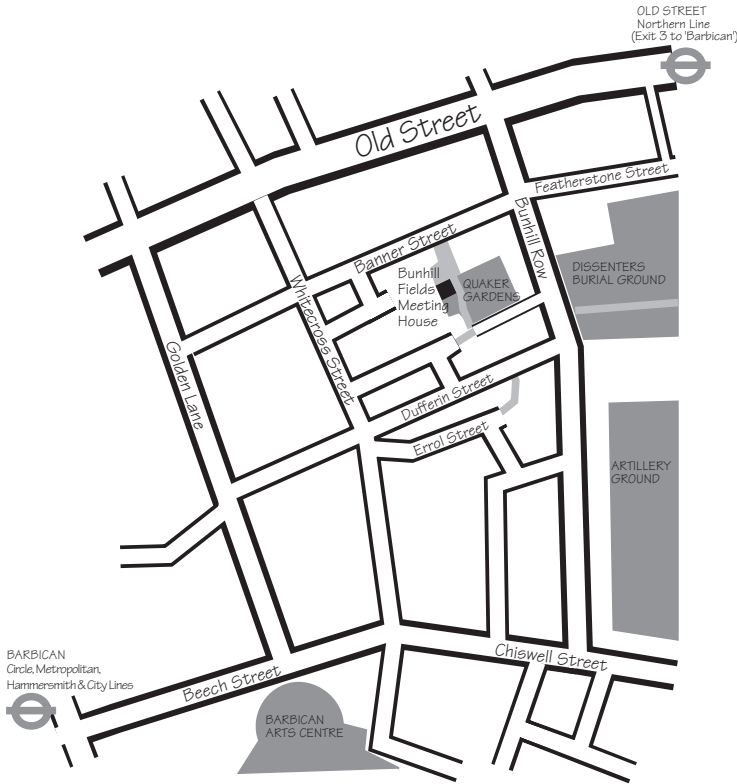 OLD STREET
Northern Line
(Exit 3 to 'Barbican')
Old Street
Featherstone Street
Bunhill Row
Banner Street
Bunhill
Fields
Meeting
House
QUAKER
GARDENS
DISSENTERS
BURIAL GROUND
Whitecross Street
Golden Lane
Dufferin Street
Errol Street
ARTILLERY
GROUND
BARBICAN
Circle, Metropolitan,
Hammersmith & City Lines
Chiswell Street
Beech Street
BARBICAN
ARTS CENTRE